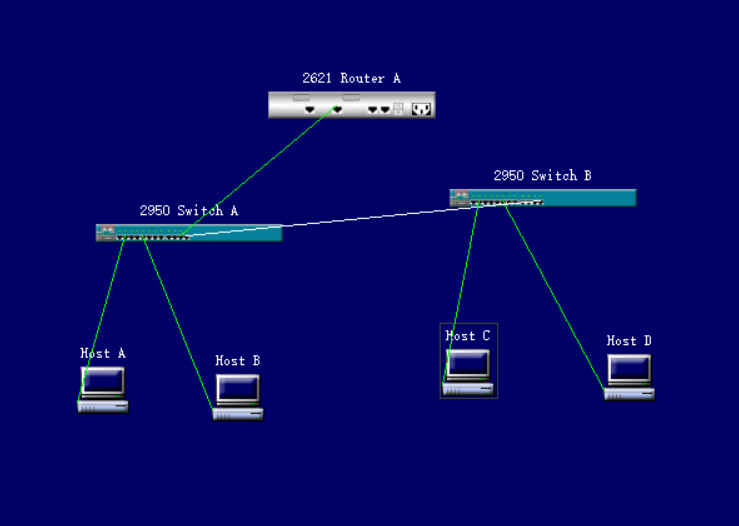 2621 Router A
2950 Switch B
2950 Switch A
Host C
Host D
Host A
Host B